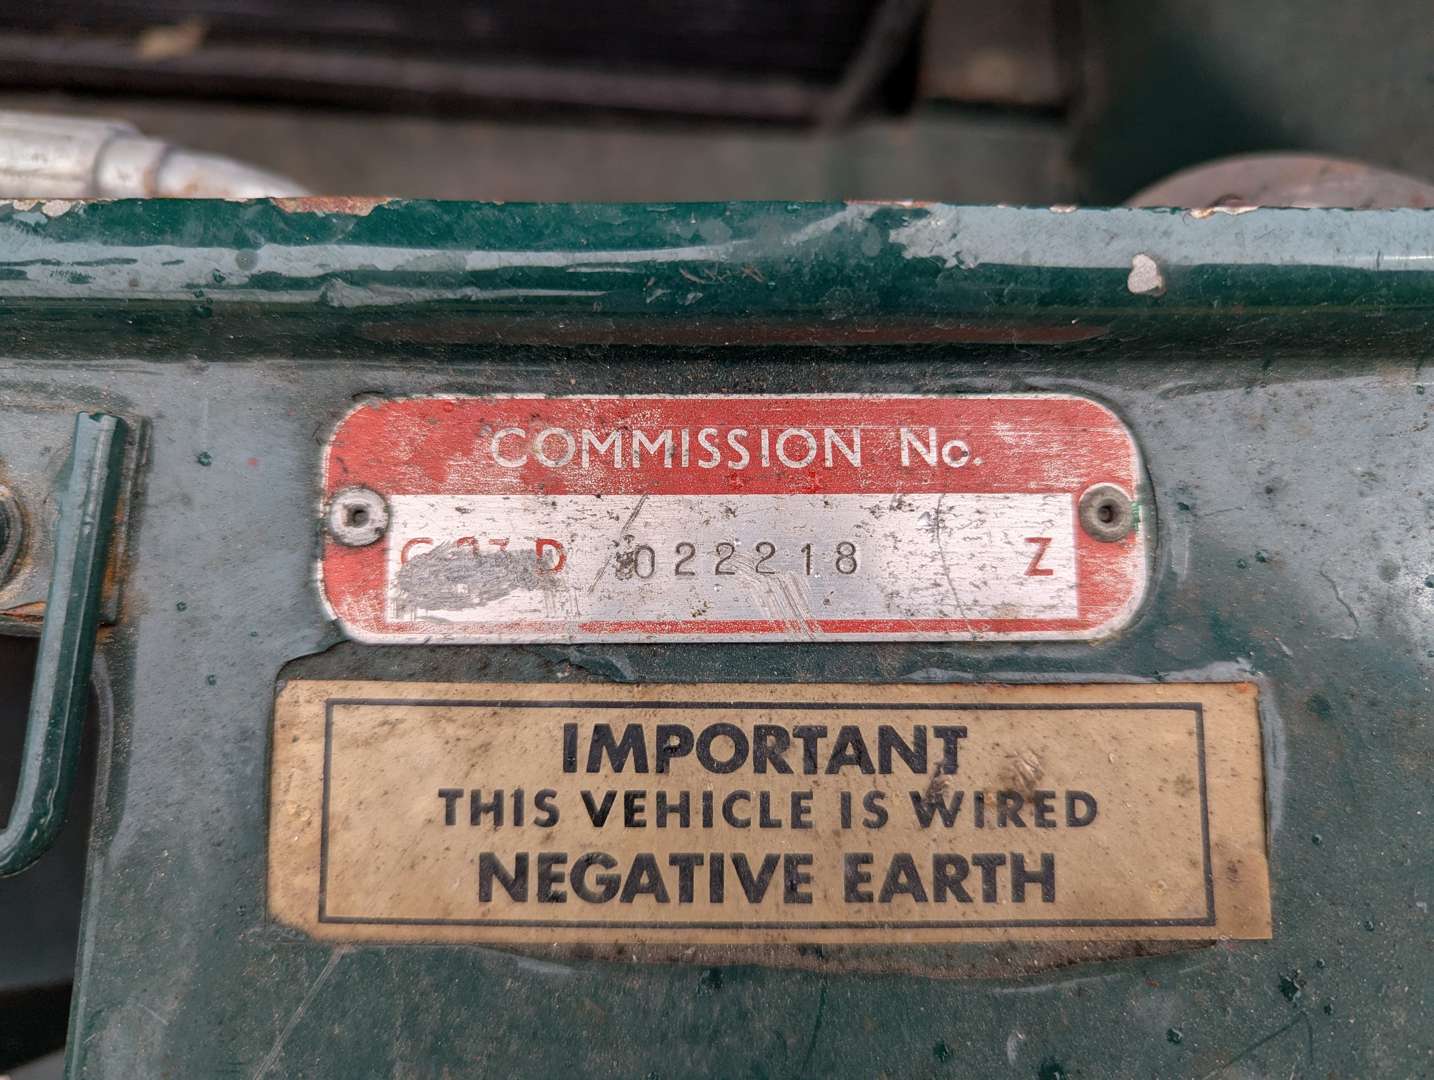 COMMISSION No.
D 022218 Z
IMPORTANT
THIS VEHICLE IS WIRED
NEGATIVE EARTH